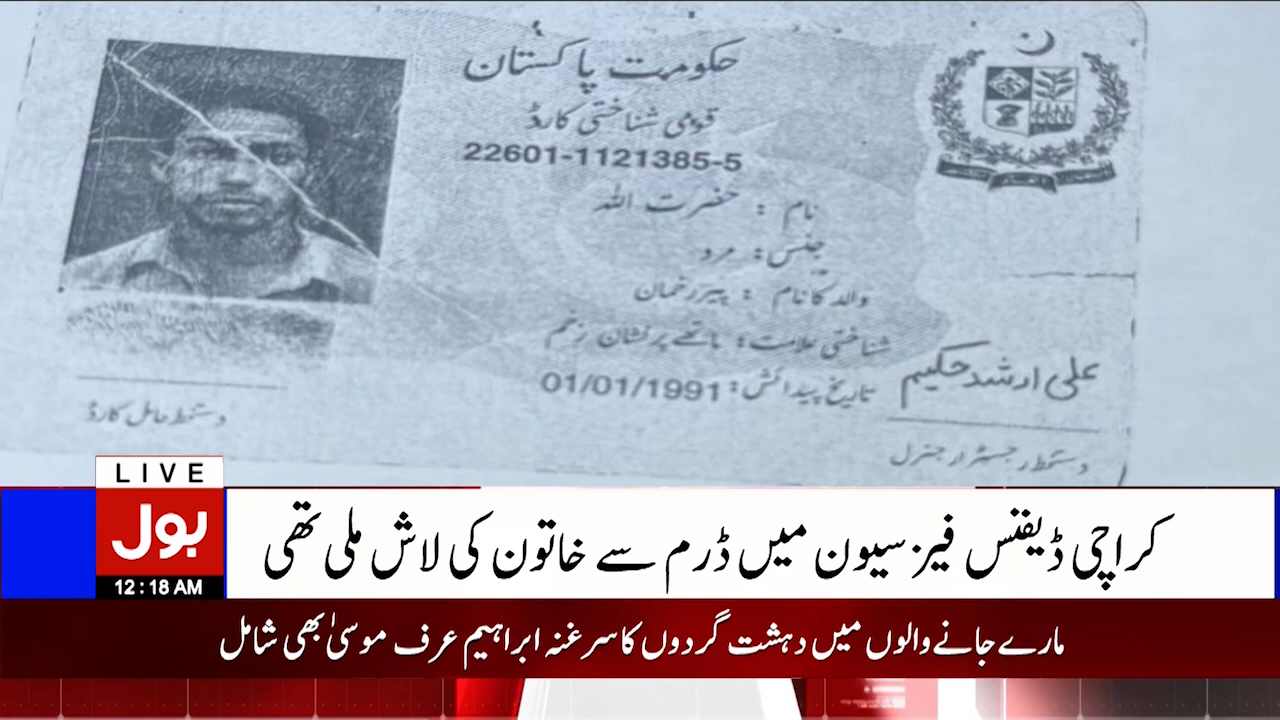 حکومت پاکستان
قومی شناختی کارڈ
22601-1121385-5
نام : حضرت اللہ
جنس: مرد
والد کا نام : پیر رحمان
شناختی علامت: ماتھے پر نشان زخم
تاریخ پیدائش: 01/01/1991
علی ارشد حکیم
دستخط حامل کارڈ
دستخط رجسٹرار جنرل
LIVE
بول
12:18 AM
کراچی ڈیفنس فیز سیون میں ڈرم سے خاتون کی لاش ملی تھی
مارے جانے والوں میں دہشت گردوں کا سرغنہ ابراہیم عرف موسیٰ بھی شامل